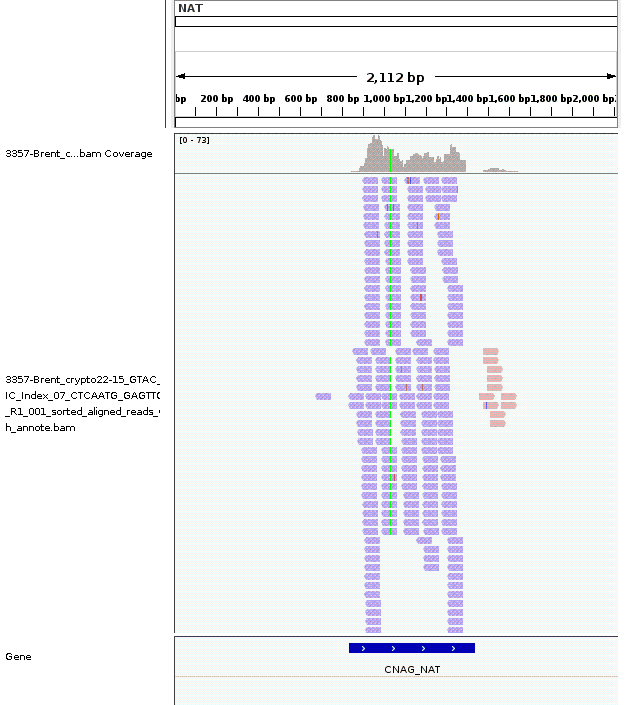 NAT
2,112 bp
bp 200 bp 400 bp 600 bp 800 bp 1,000 bp 1,200 bp 1,400 bp 1,600 bp 1,800 bp 2,000 bp
[0 - 73]
3357-Brent_c...bam Coverage
3357-Brent_crypto22-15_GTAC_
IC_Index_07_CTCAATG_GAGTT
_R1_001_sorted_aligned_reads_
h_annote.bam
Gene
CNAG_NAT